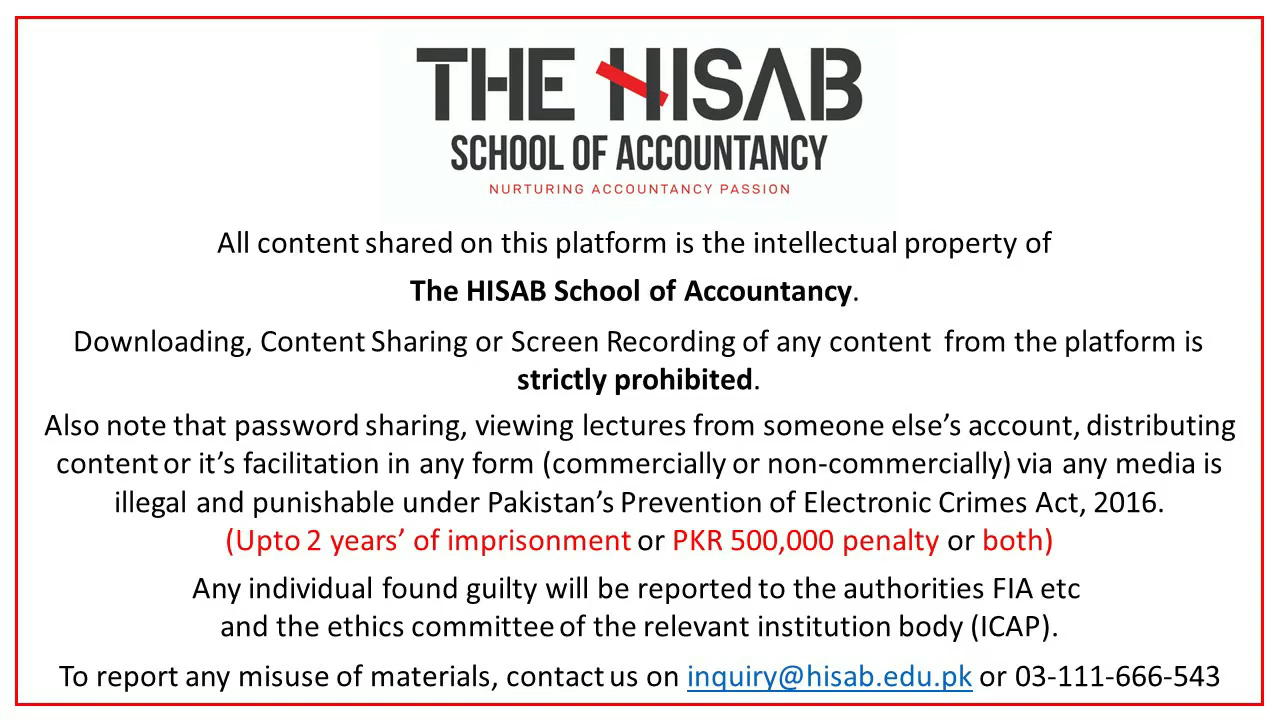 THE HISAB
SCHOOL OF ACCOUNTANCY
NURTURING ACCOUNTANCY PASSION
All content shared on this platform is the intellectual property of
The HISAB School of Accountancy.
Downloading, Content Sharing or Screen Recording of any content from the platform is
strictly prohibited.
Also note that password sharing, viewing lectures from someone else’s account, distributing
content or it’s facilitation in any form (commercially or non-commercially) via any media is
illegal and punishable under Pakistan’s Prevention of Electronic Crimes Act, 2016.
(Upto 2 years’ of imprisonment or PKR 500,000 penalty or both)
Any individual found guilty will be reported to the authorities FIA etc
and the ethics committee of the relevant institution body (ICAP).
To report any misuse of materials, contact us on inquiry@hisab.edu.pk or 03-111-666-543